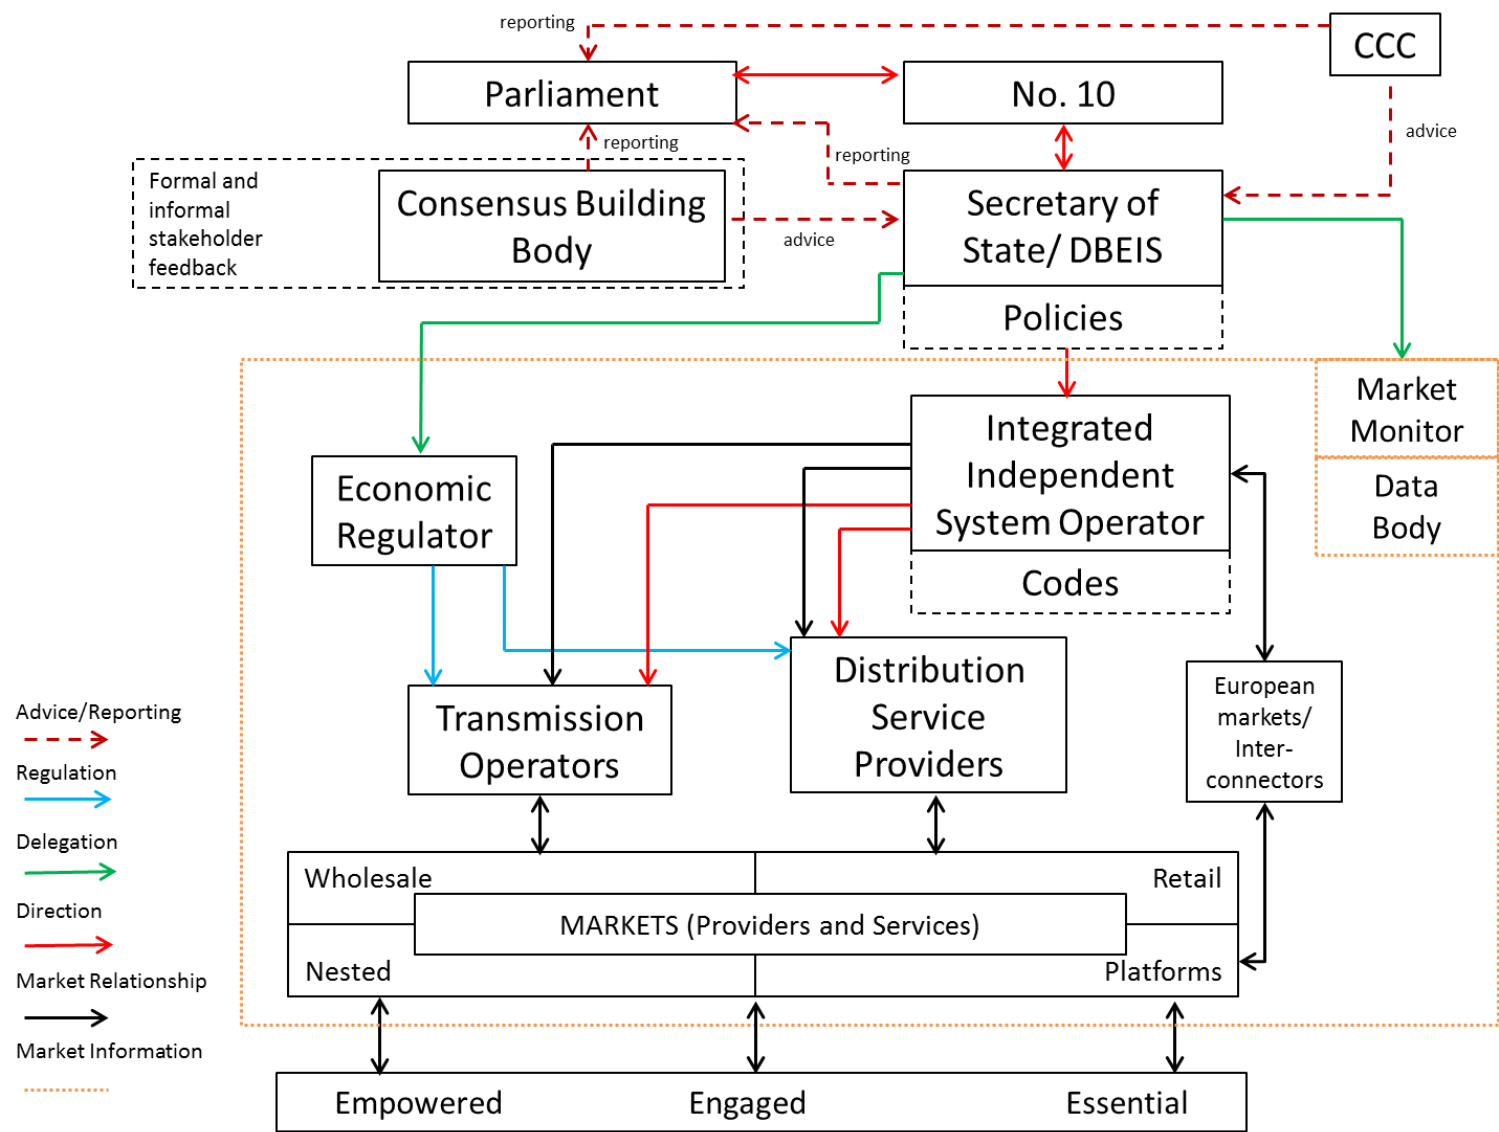 reporting
CCC
Parliament
No. 10
advice
reporting
reporting
Formal and
informal
stakeholder
feedback
Consensus Building
Body
advice
Secretary of
State/ DBEIS
Policies
Market
Monitor
Data
Body
Integrated
Independent
System Operator
Codes
Economic
Regulator
Transmission
Operators
Distribution
Service
Providers
European
markets/
Inter-
connectors
Advice/Reporting
Regulation
Delegation
Direction
Market Relationship
Market Information
Wholesale
Retail
MARKETS (Providers and Services)
Nested
Platforms
Empowered
Engaged
Essential